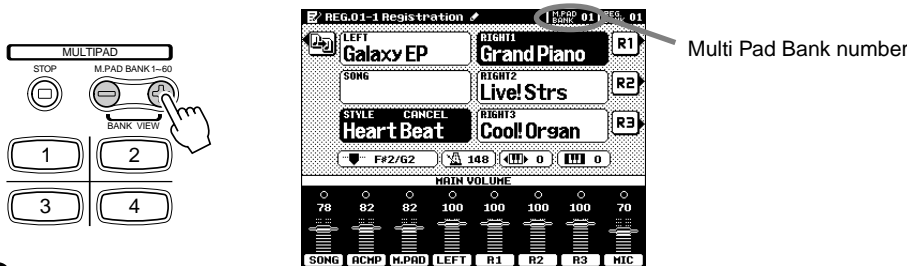 MULTIPAD
STOP
M.PAD BANK 1~60
BANK VIEW
1
2
3
4
REG.01-1 Registration
M.PAD BANK 01
REG. 01
LEFT
Galaxy EP
RIGHT1
Grand Piano
R1
SONG
RIGHT2
Live! Strs
R2
STYLE CANCEL
Heart Beat
RIGHT3
Cool! Organ
R3
F#2/G2
148
0
0
MAIN VOLUME
78 82 82 100 100 100 100 70
SONG ACMP M.PAD LEFT R1 R2 R3 MIC
Multi Pad Bank number